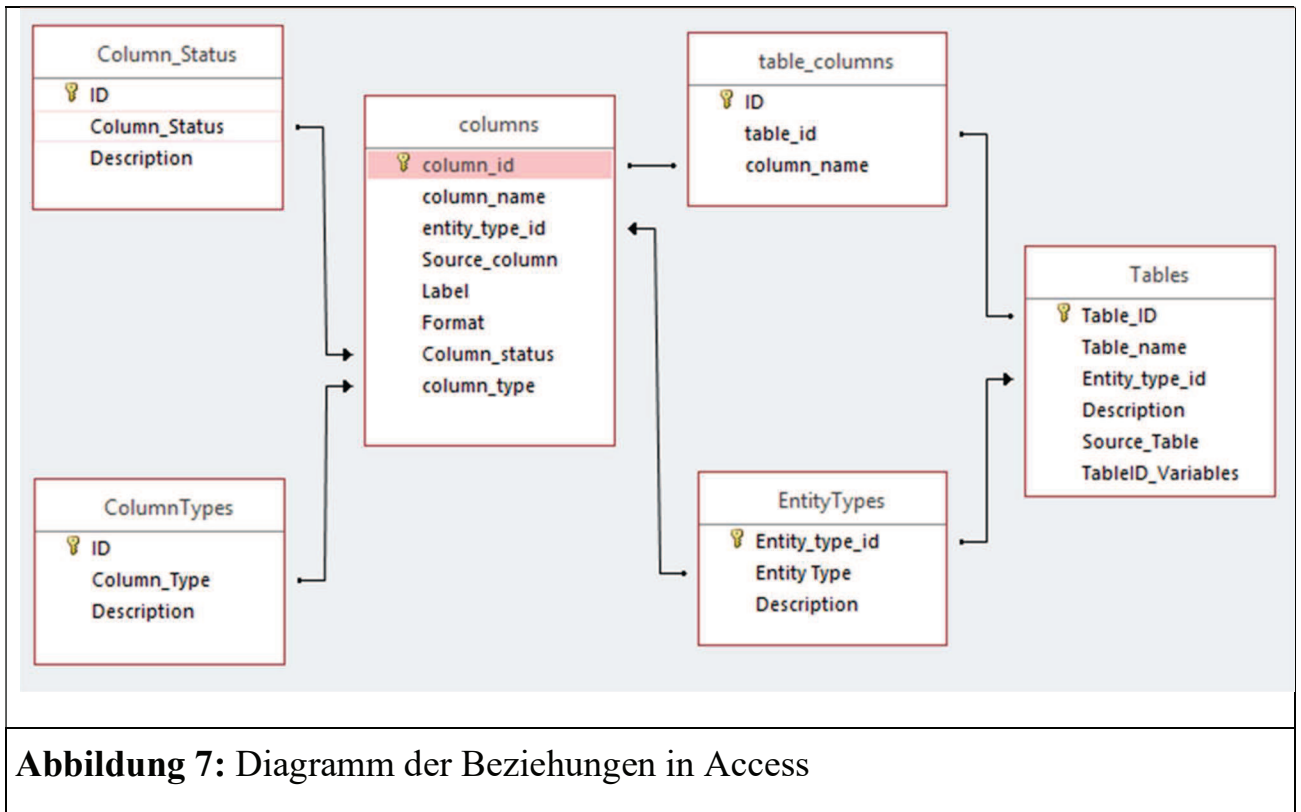 Column_Status
ID
Column_Status
Description
columns
column_id
column_name
entity_type_id
Source_column
Label
Format
Column_status
column_type
table_columns
ID
table_id
column_name
Tables
Table_ID
Table_name
Entity_type_id
Description
Source_Table
TableID_Variables
ColumnTypes
ID
Column_Type
Description
EntityTypes
Entity_type_id
Entity Type
Description
Abbildung 7: Diagramm der Beziehungen in Access